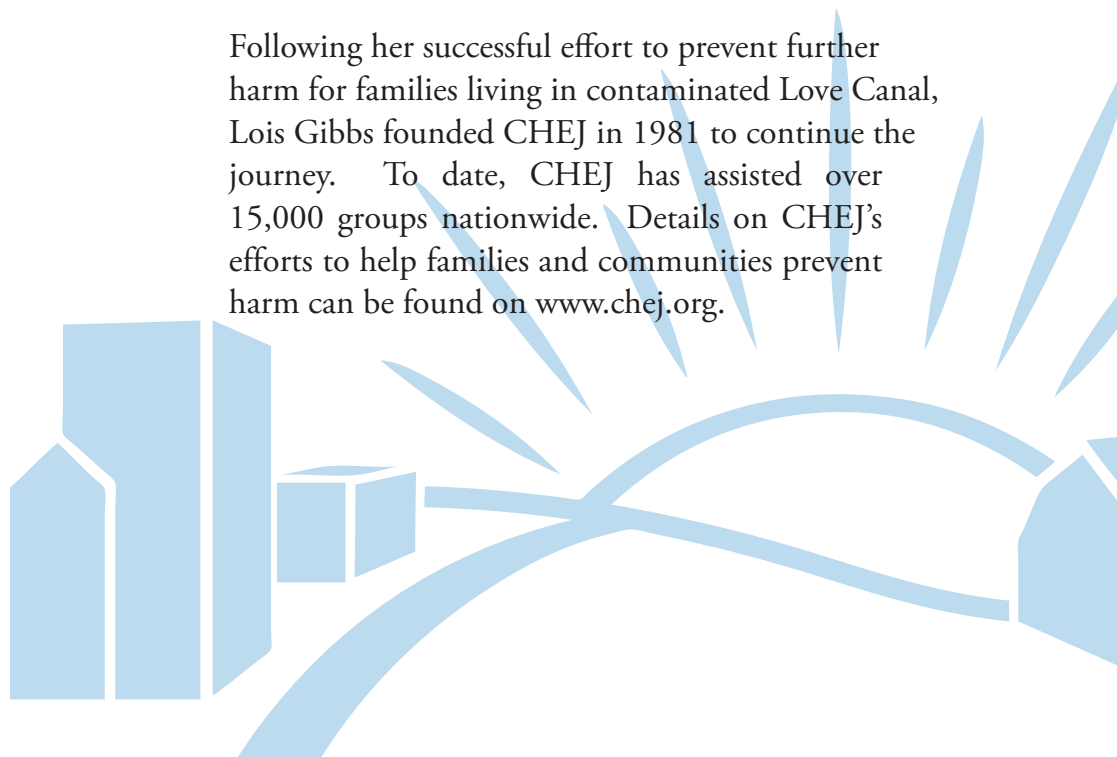 Following her successful effort to prevent further
harm for families living in contaminated Love Canal,
Lois Gibbs founded CHEJ in 1981 to continue the
journey. To date, CHEJ has assisted over
15,000 groups nationwide. Details on CHEJ’s
efforts to help families and communities prevent
harm can be found on www.chej.org.